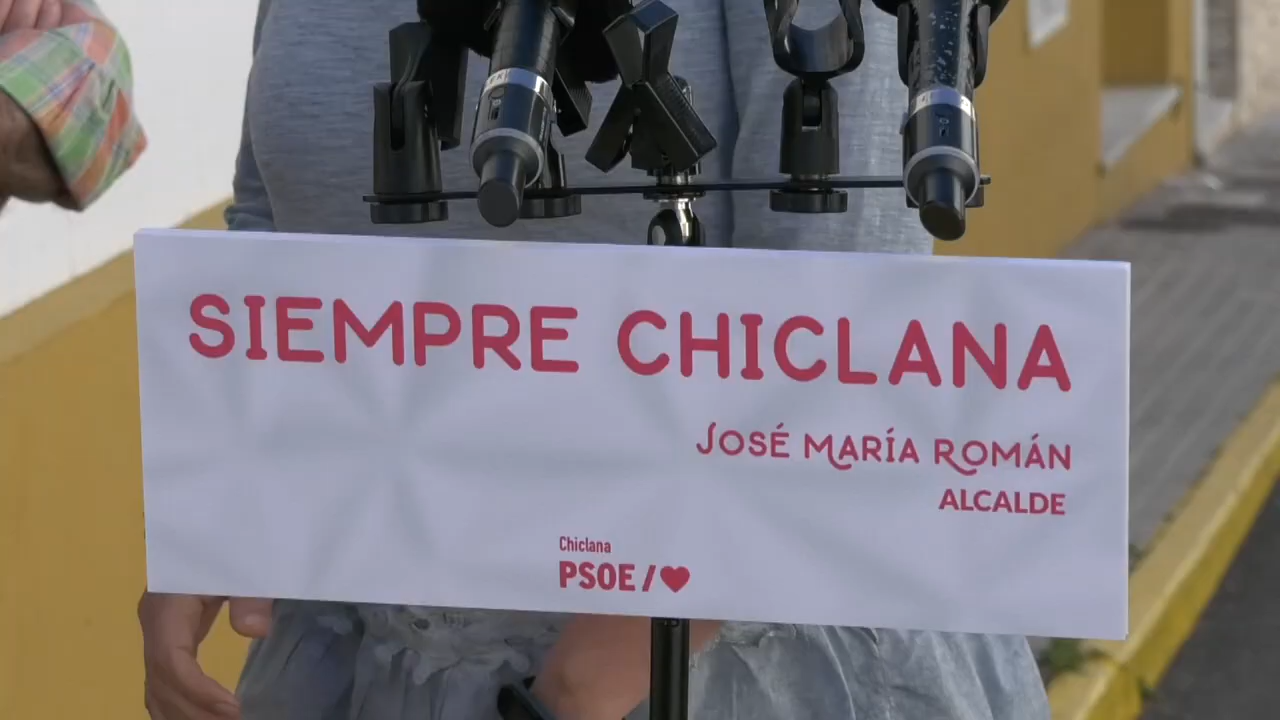 SIEMPRE CHICLANA
JOSÉ MARÍA ROMÁN
ALCALDE
Chiclana
PSOE/♥